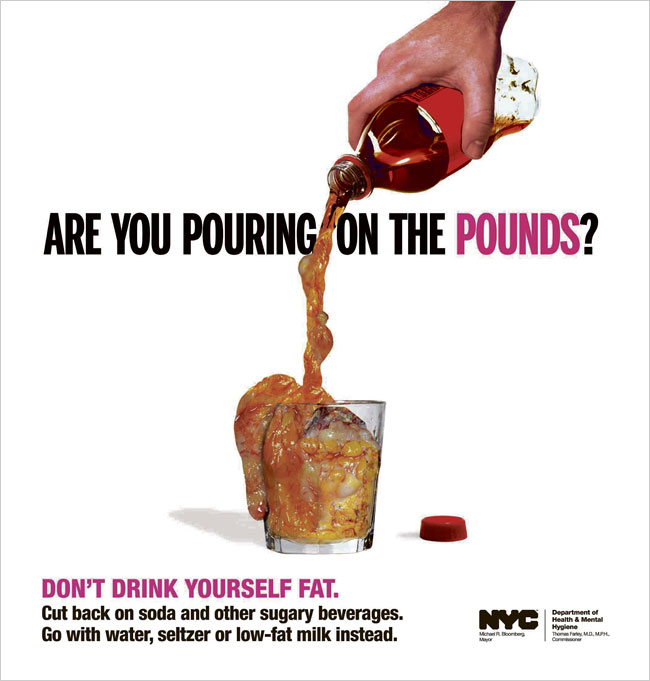 ARE YOU POURING ON THE POUNDS?
DON'T DRINK YOURSELF FAT.
Cut back on soda and other sugary beverages.
Go with water, seltzer or low-fat milk instead.
NYC
Michael R. Bloomberg,
Mayor
Department of
Health & Mental
Hygiene
Thomas Farley, M.D., M.P.H.,
Commissioner